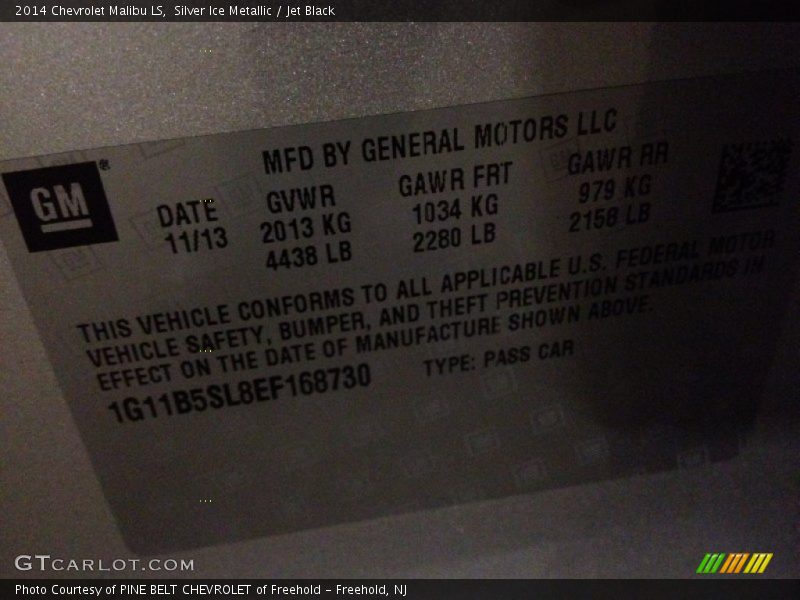 2014 Chevrolet Malibu LS, Silver Ice Metallic / Jet Black
MFD BY GENERAL MOTORS LLC
GM®
DATE GVWR GAWR FRT GAWR RR
11/13 2013 KG 1034 KG 979 KG
4438 LB 2280 LB 2158 LB
THIS VEHICLE CONFORMS TO ALL APPLICABLE U.S. FEDERAL MOTOR
VEHICLE SAFETY, BUMPER, AND THEFT PREVENTION STANDARDS IN
EFFECT ON THE DATE OF MANUFACTURE SHOWN ABOVE.
1G11B5SL8EF168730 TYPE: PASS CAR
GTCARLOT.COM
Photo Courtesy of PINE BELT CHEVROLET of Freehold - Freehold, NJ